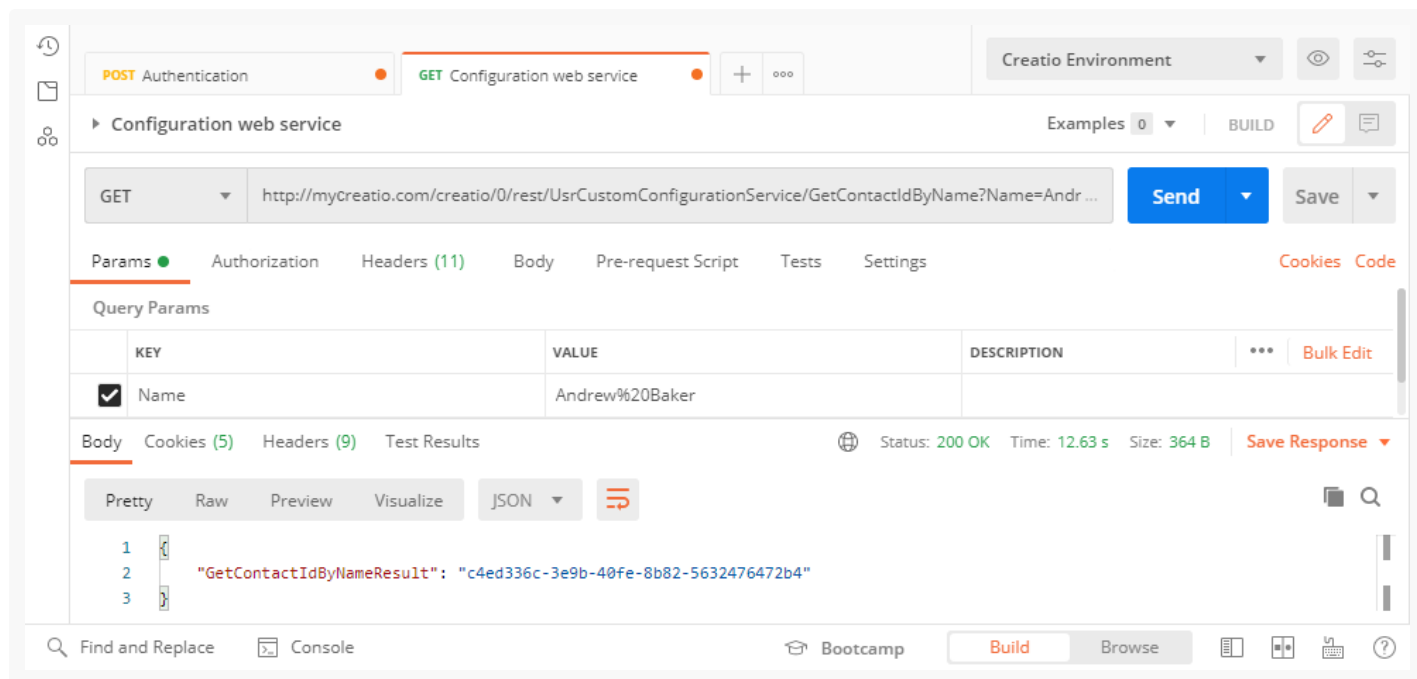 POST Authentication
GET Configuration web service
Creatio Environment
Configuration web service
Examples 0
BUILD
GET
http://mycreatio.com/creatio/0/rest/UsrCustomConfigurationService/GetContactIdByName?Name=Andr ...
Send
Save
Params
Authorization
Headers (11)
Body
Pre-request Script
Tests
Settings
Cookies
Code
Query Params
KEY
VALUE
DESCRIPTION
Bulk Edit
Name
Andrew%20Baker
Body
Cookies (5)
Headers (9)
Test Results
Status: 200 OK
Time: 12.63 s
Size: 364 B
Save Response
Pretty
Raw
Preview
Visualize
JSON
1 {
2 "GetContactIdByNameResult": "c4ed336c-3e9b-40fe-8b82-5632476472b4"
3 }
Find and Replace
Console
Bootcamp
Build
Browse